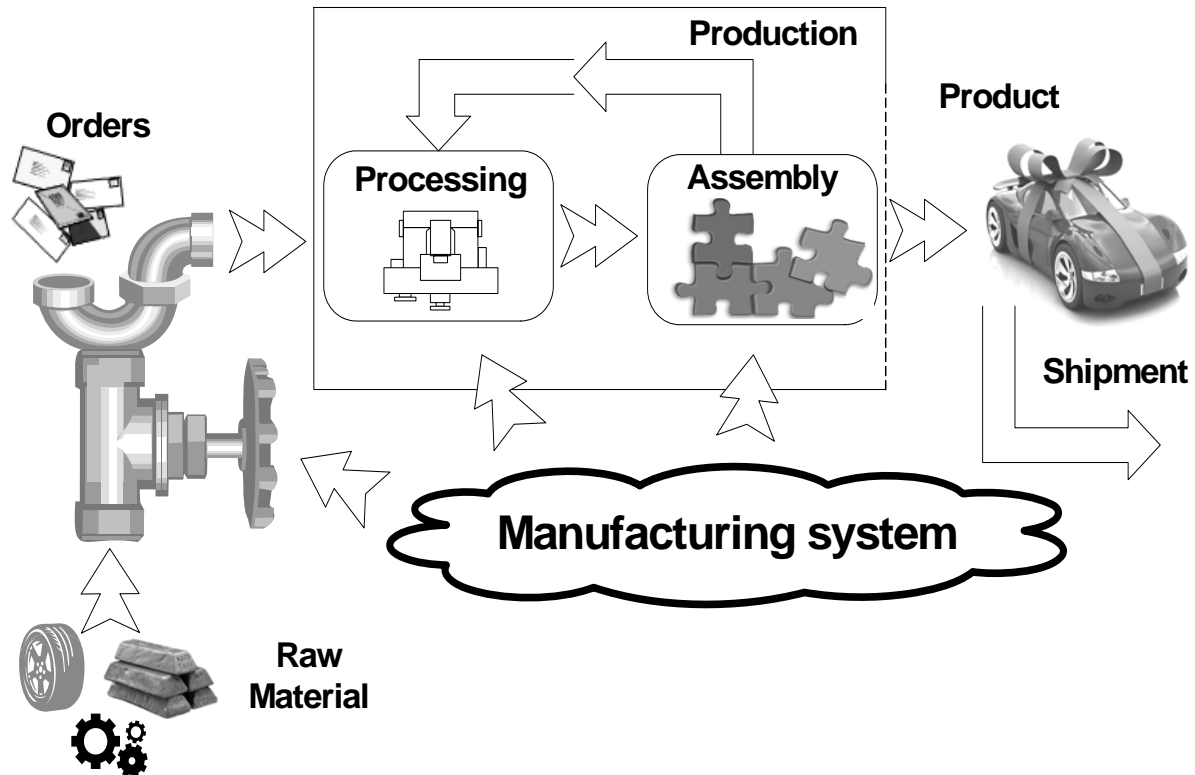 Production
Product
Orders
Processing
Assembly
Shipment
Manufacturing system
Raw
Material